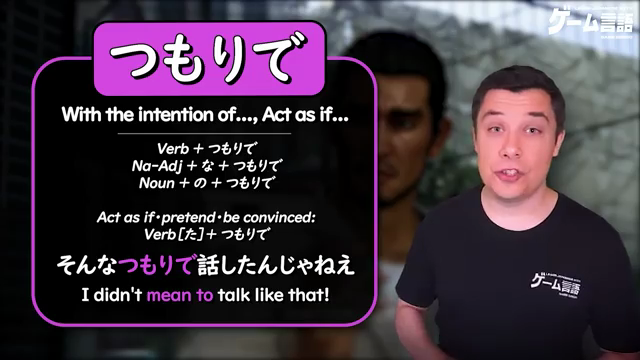 つもりで
With the intention of..., Act as if...
Verb + つもりで
Na-Adj + な + つもりで
Noun + の + つもりで
Act as if・pretend・be convinced:
Verb[た]+ つもりで
そんなつもりで話したんじゃねえ
I didn't mean to talk like that!
ゲーム言語
ゲーム言語